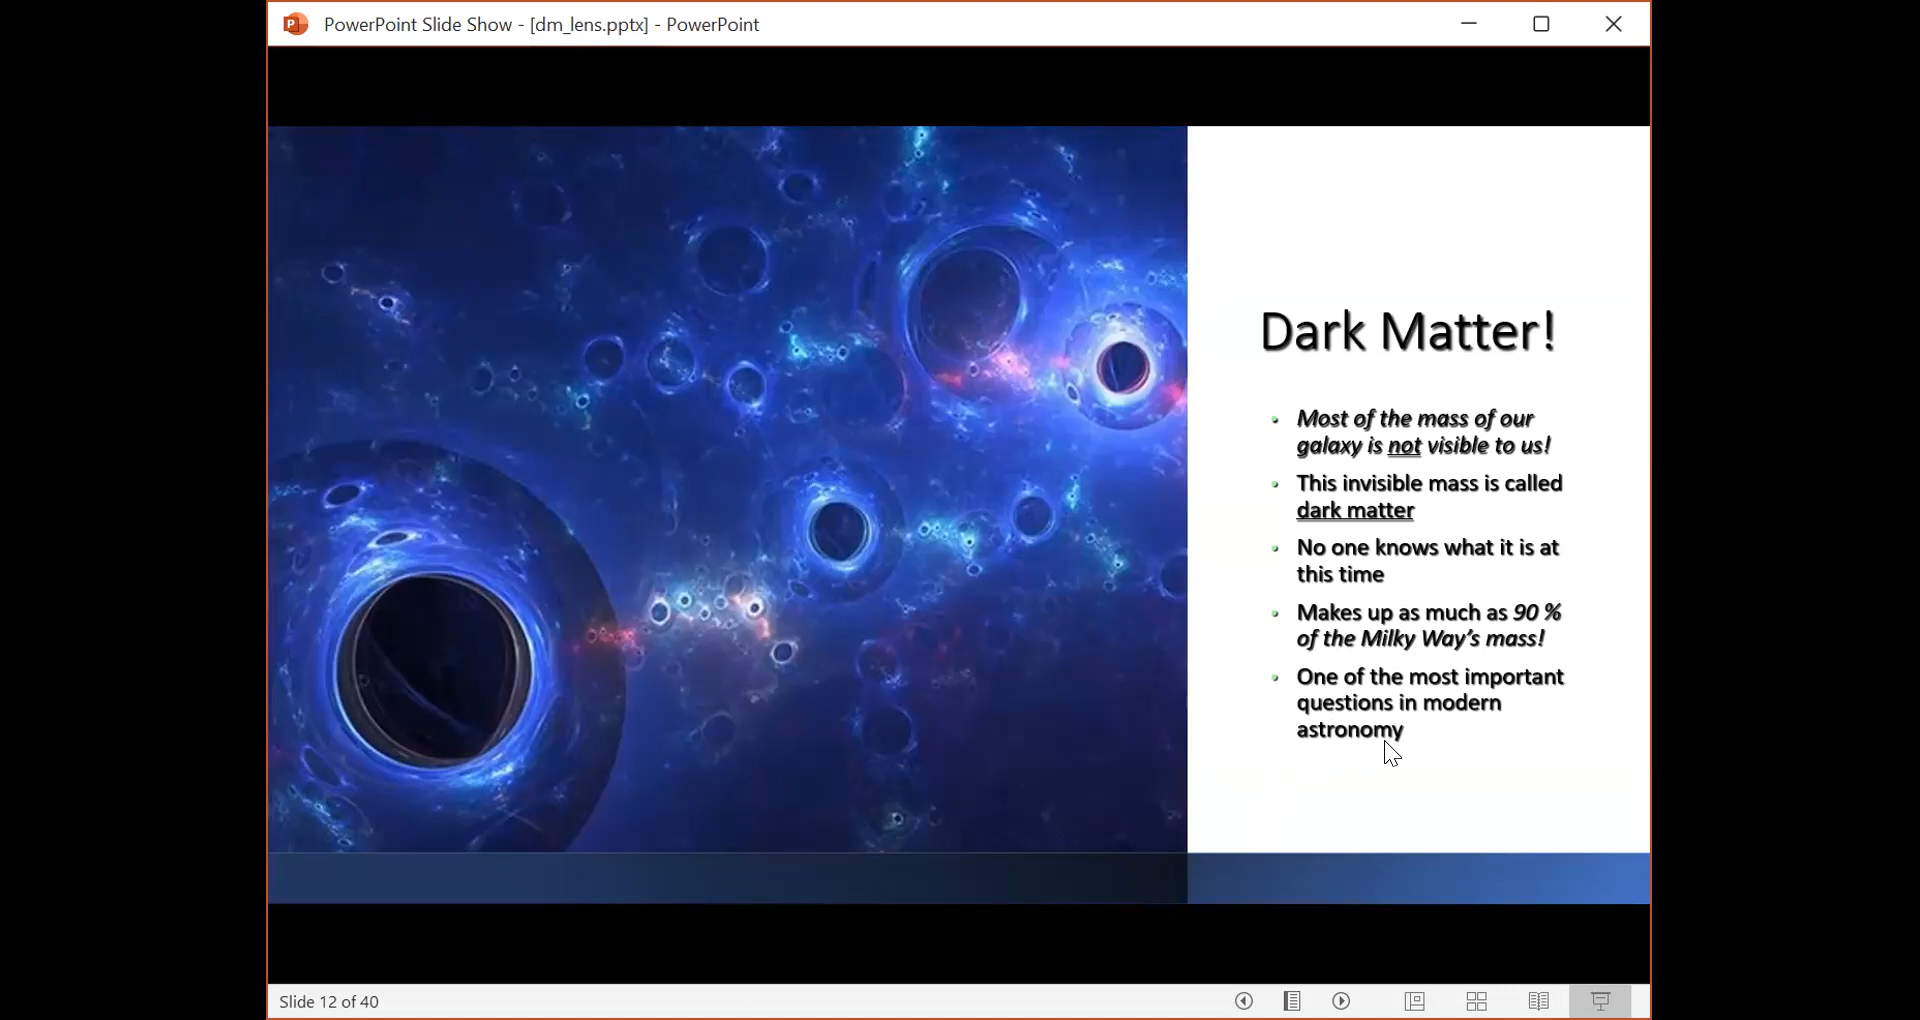 PowerPoint Slide Show - [dm_lens.pptx] - PowerPoint
Dark Matter!
• Most of the mass of our
galaxy is not visible to us!
• This invisible mass is called
dark matter
• No one knows what it is at
this time
• Makes up as much as 90 %
of the Milky Way's mass!
• One of the most important
questions in modern
astronomy
Slide 12 of 40